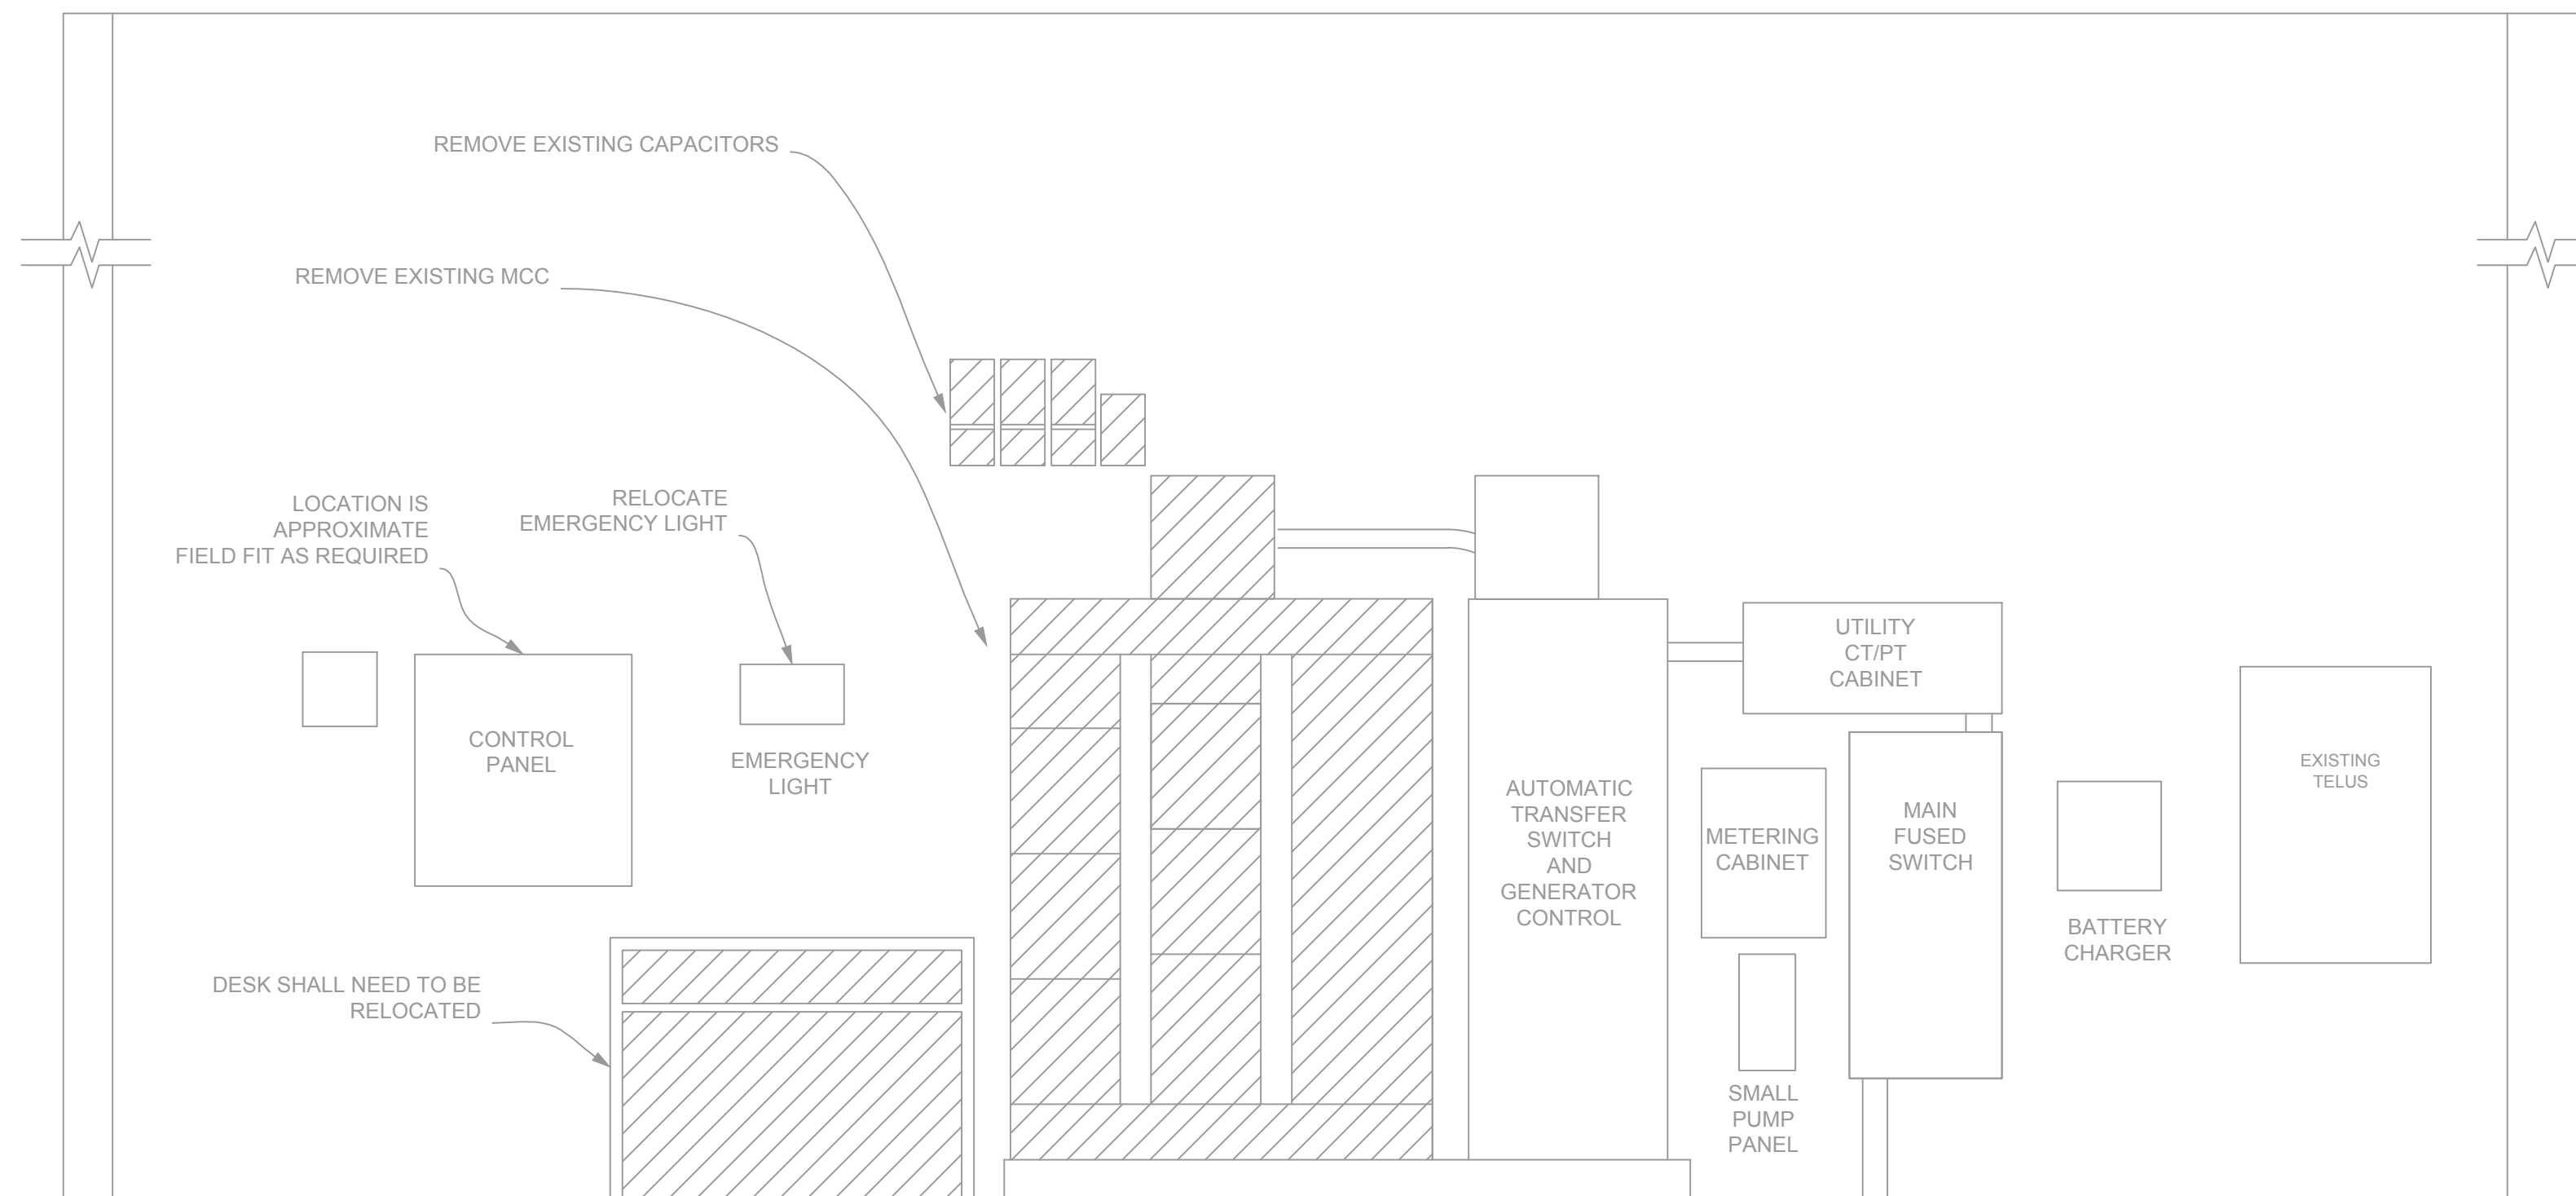 REMOVE EXISTING CAPACITORS
REMOVE EXISTING MCC
LOCATION IS
APPROXIMATE
FIELD FIT AS REQUIRED
RELOCATE
EMERGENCY LIGHT
CONTROL
PANEL
EMERGENCY
LIGHT
DESK SHALL NEED TO BE
RELOCATED
AUTOMATIC
TRANSFER
SWITCH
AND
GENERATOR
CONTROL
UTILITY
CT/PT
CABINET
METERING
CABINET
MAIN
FUSED
SWITCH
SMALL
PUMP
PANEL
BATTERY
CHARGER
EXISTING
TELUS